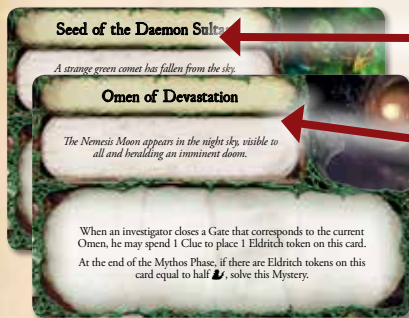 Seed of the Daemon Sultan
A strange green comet has fallen from the sky.
Omen of Devastation
The Nemesis Moon appears in the night sky, visible to
all and heralding an imminent doom.
When an investigator closes a Gate that corresponds to the current
Omen, he may spend 1 Clue to place 1 Eldritch token on this card.
At the end of the Mythos Phase, if there are Eldritch tokens on this
card equal to half , solve this Mystery.